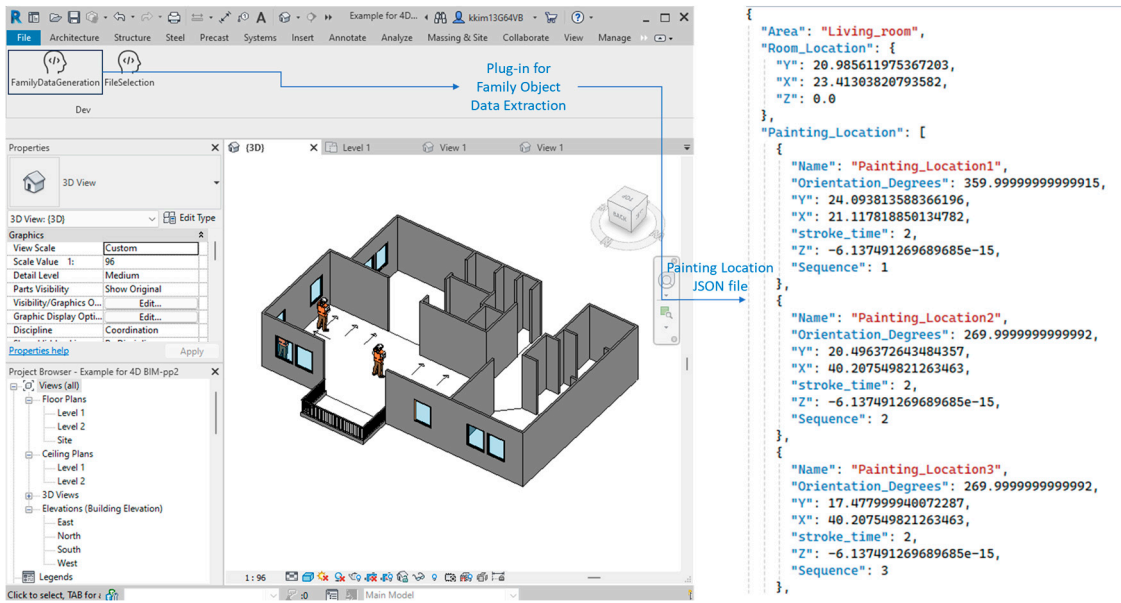 Example for 4D...
kkim13G64VB
File Architecture Structure Steel Precast Systems Insert Annotate Analyze Massing & Site Collaborate View Manage
FamilyDataGeneration FileSelection
Dev
Plug-in for
Family Object
Data Extraction
Properties
3D View
3D View: {3D}
Edit Type
Graphics
View Scale Custom
Scale Value 1: 96
Detail Level Medium
Parts Visibility Show Original
Visibility/Graphics O... Edit...
Graphic Display Opti... Edit...
Discipline Coordination
Properties help Apply
Project Browser - Example for 4D BIM-pp2
Views (all)
Floor Plans
Level 1
Level 2
Site
Ceiling Plans
Level 1
Level 2
3D Views
Elevations (Building Elevation)
East
North
South
West
Legends
{3D} Level 1 View 1 View 1
BACK
Painting Location
JSON file
1 : 96
Click to select, TAB for a
:0
Main Model
{
"Area": "Living_room",
"Room_Location": {
"Y": 20.985611975367203,
"X": 23.41303820793582,
"Z": 0.0
},
"Painting_Location": [
{
"Name": "Painting_Location1",
"Orientation_Degrees": 359.99999999999915,
"Y": 24.093813588366196,
"X": 21.117818850134782,
"stroke_time": 2,
"Z": -6.137491269689685e-15,
"Sequence": 1
},
{
"Name": "Painting_Location2",
"Orientation_Degrees": 269.9999999999992,
"Y": 20.496372643484357,
"X": 40.207549821263463,
"stroke_time": 2,
"Z": -6.137491269689685e-15,
"Sequence": 2
},
{
"Name": "Painting_Location3",
"Orientation_Degrees": 269.9999999999992,
"Y": 17.477999940072287,
"X": 40.207549821263463,
"stroke_time": 2,
"Z": -6.137491269689685e-15,
"Sequence": 3
},